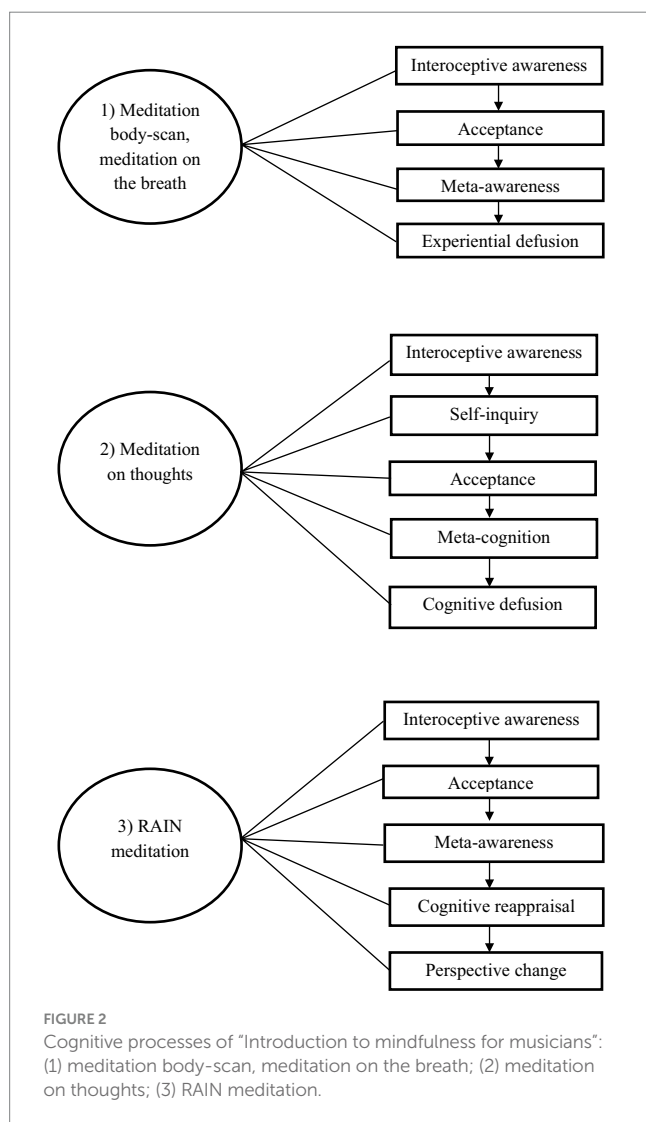 1) Meditation
body-scan,
meditation on
the breath
Interoceptive awareness
Acceptance
Meta-awareness
Experiential defusion
2) Meditation
on thoughts
Interoceptive awareness
Self-inquiry
Acceptance
Meta-cognition
Cognitive defusion
3) RAIN
meditation
Interoceptive awareness
Acceptance
Meta-awareness
Cognitive reappraisal
Perspective change
FIGURE 2
Cognitive processes of “Introduction to mindfulness for musicians”:
(1) meditation body-scan, meditation on the breath; (2) meditation
on thoughts; (3) RAIN meditation.